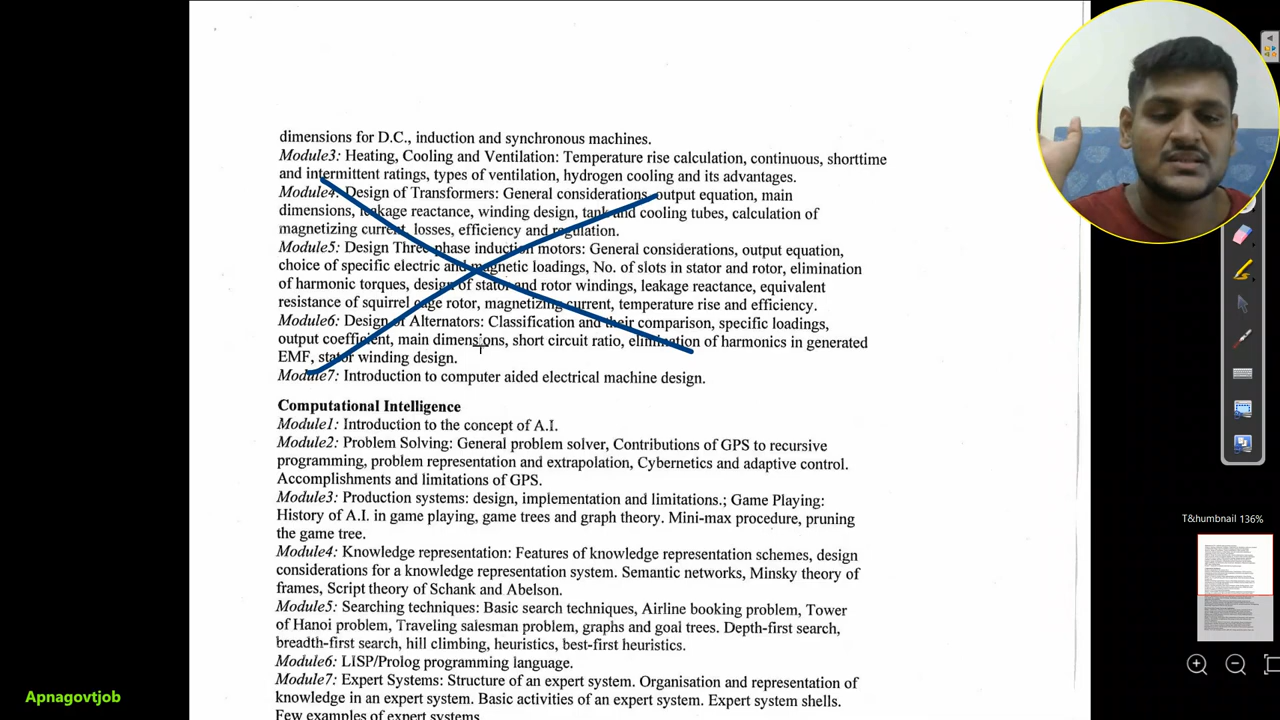 dimensions for D.C., induction and synchronous machines.
Module3: Heating, Cooling and Ventilation: Temperature rise calculation, continuous, shorttime
and intermittent ratings, types of ventilation, hydrogen cooling and its advantages.
Module4: Design of Transformers: General considerations, output equation, main
dimensions, leakage reactance, winding design, tank and cooling tubes, calculation of
magnetizing current, losses, efficiency and regulation.
Module5: Design Three phase induction motors: General considerations, output equation,
choice of specific electric and magnetic loadings, No. of slots in stator and rotor, elimination
of harmonic torques, design of stator and rotor windings, leakage reactance, equivalent
resistance of squirrel cage rotor, magnetizing current, temperature rise and efficiency.
Module6: Design of Alternators: Classification and their comparison, specific loadings,
output coefficient, main dimensions, short circuit ratio, elimination of harmonics in generated
EMF, stator winding design.
Module7: Introduction to computer aided electrical machine design.
Computational Intelligence
Module1: Introduction to the concept of A.I.
Module2: Problem Solving: General problem solver, Contributions of GPS to recursive
programming, problem representation and extrapolation, Cybernetics and adaptive control.
Accomplishments and limitations of GPS.
Module3: Production systems: design, implementation and limitations.; Game Playing:
History of A.I. in game playing, game trees and graph theory. Mini-max procedure, pruning
the game tree.
Module4: Knowledge representation: Features of knowledge representation schemes, design
considerations for a knowledge representation system. Semantic networks, Minsky theory of
frames, Script theory of Schank and Abelson.
Module5: Searching techniques: Basic search techniques, Airline booking problem, Tower
of Hanoi problem, Traveling salesman problem, graphs and goal trees. Depth-first search,
breadth-first search, hill climbing, heuristics, best-first heuristics.
Module6: LISP/Prolog programming language.
Module7: Expert Systems: Structure of an expert system. Organisation and representation of
knowledge in an expert system. Basic activities of an expert system. Expert system shells.
Few examples of expert systems
T&humbnail 136%
Apnagovtjob